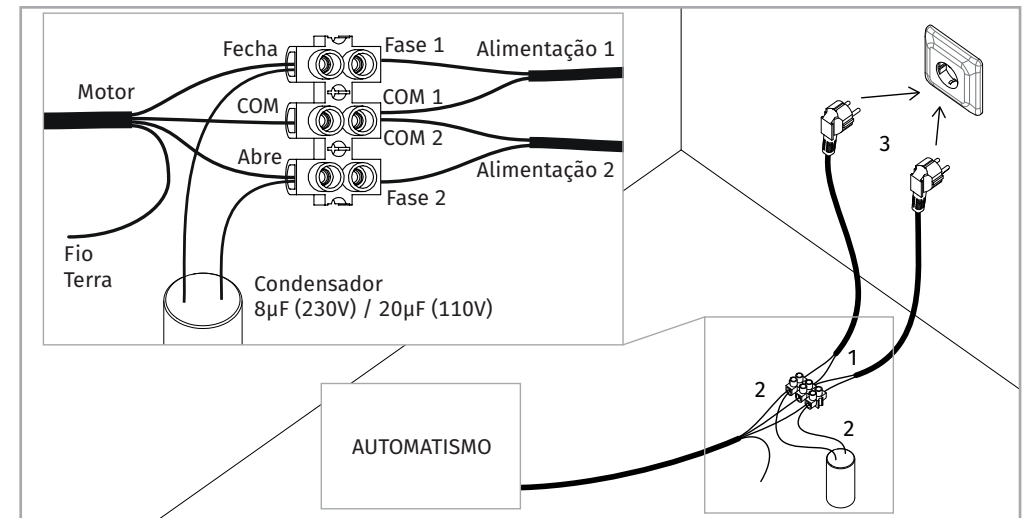 Fecha
Fase 1
Alimentação 1
Motor
COM
COM 1
COM 2
Abre
Alimentação 2
Fase 2
Fio
Terra
Condensador
8µF (230V) / 20µF (110V)
3
1
2
2
AUTOMATISMO